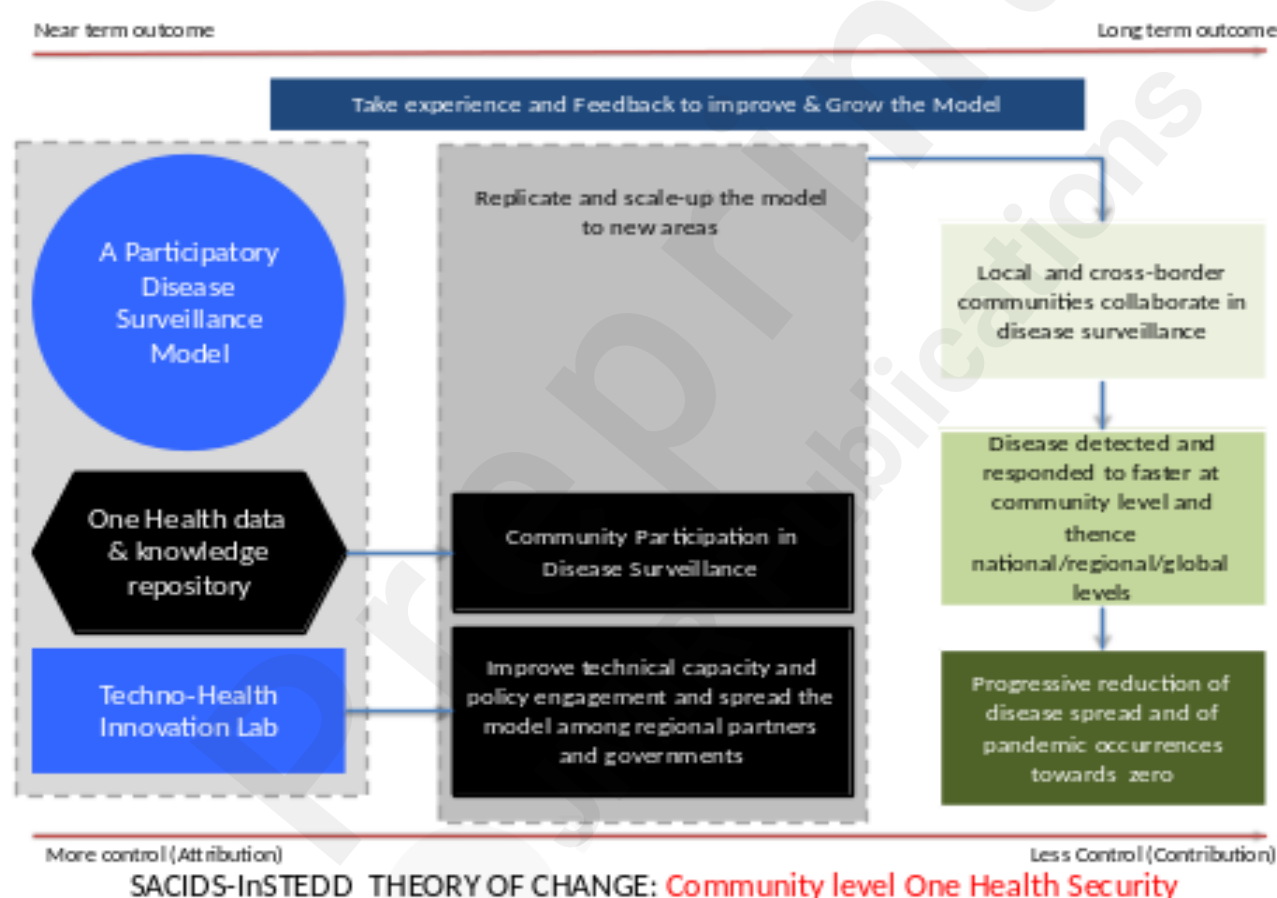 Near term outcome
Long term outcome
Take experience and Feedback to improve & Grow the Model
A Participatory
Disease
Surveillance
Model
One Health data
& knowledge
repository
Techno-Health
Innovation Lab
Replicate and scale-up the model
to new areas
Community Participation in
Disease Surveillance
Improve technical capacity and
policy engagement and spread the
model among regional partners
and governments
Local and cross-border
communities collaborate in
disease surveillance
Disease detected and
responded to faster at
community level and
thence
national/regional/global
levels
Progressive reduction of
disease spread and of
pandemic occurrences
towards zero
More control (Attribution)
Less Control (Contribution)
SACIDS-InSTEDD THEORY OF CHANGE: Community level One Health Security